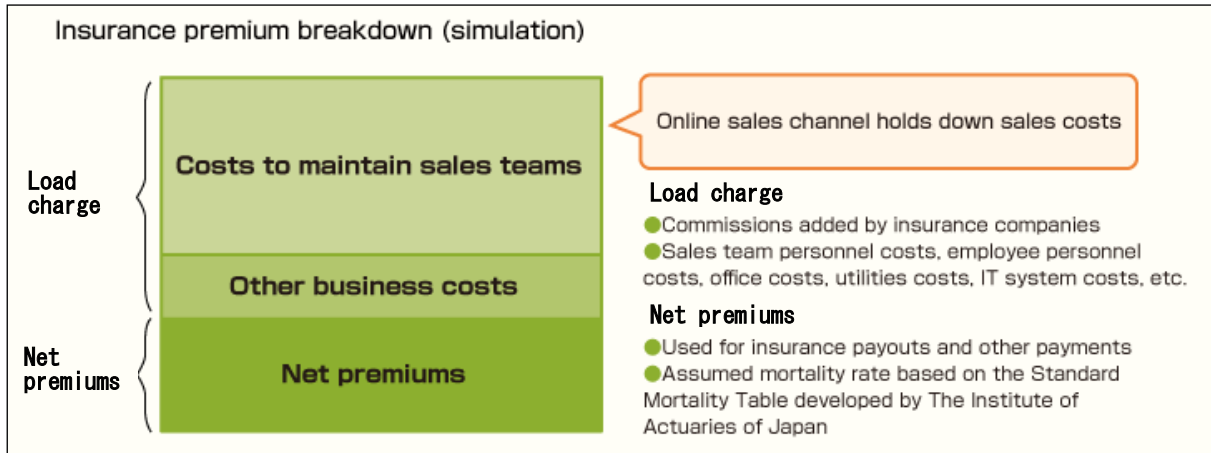 Insurance premium breakdown (simulation)
Load
charge
Costs to maintain sales teams
Other business costs
Net
premiums
Net premiums
Online sales channel holds down sales costs
Load charge
●Commissions added by insurance companies
●Sales team personnel costs, employee personnel
costs, office costs, utilities costs, IT system costs, etc.
Net premiums
●Used for insurance payouts and other payments
●Assumed mortality rate based on the Standard
Mortality Table developed by The Institute of
Actuaries of Japan